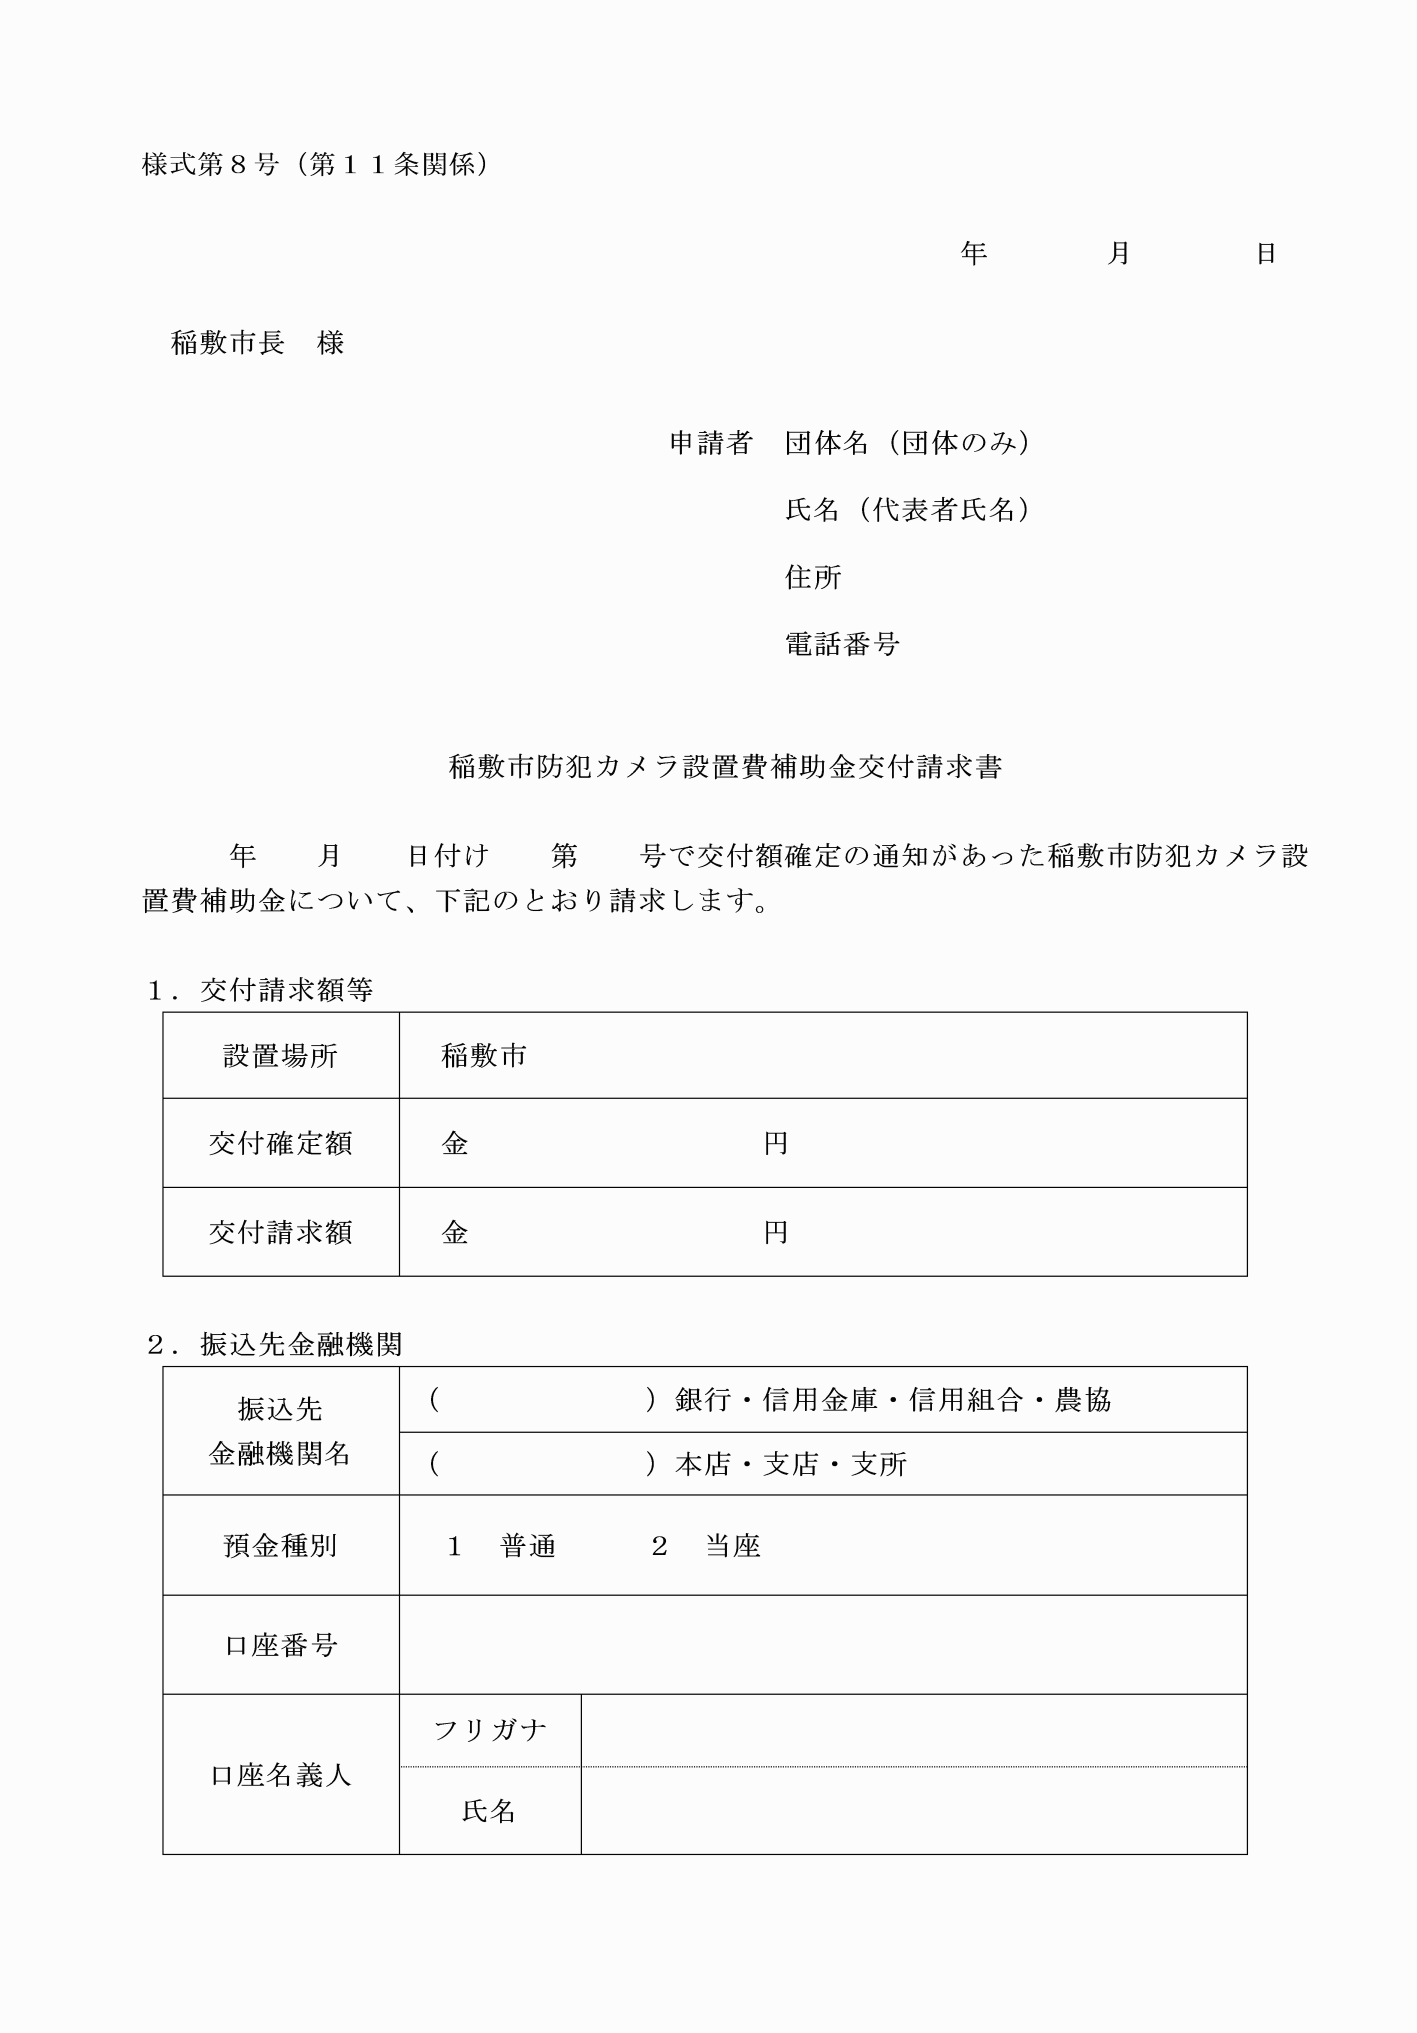 様式第８号（第１１条関係）
年　　　　月　　　　日
稲敷市長　様
申請者　団体名（団体のみ）
氏名（代表者氏名）
住所
電話番号
稲敷市防犯カメラ設置費補助金交付請求書
年　　月　　日付け　　第　　号で交付額確定の通知があった稲敷市防犯カメラ設
置費補助金について、下記のとおり請求します。
１．交付請求額等
設置場所　稲敷市
交付確定額　金　　　　　　　　　　円
交付請求額　金　　　　　　　　　　円
２．振込先金融機関
振込先
金融機関名
（　　　　　　　）銀行・信用金庫・信用組合・農協
（　　　　　　　）本店・支店・支所
預金種別　１　普通　　　２　当座
口座番号
口座名義人
フリガナ
氏名